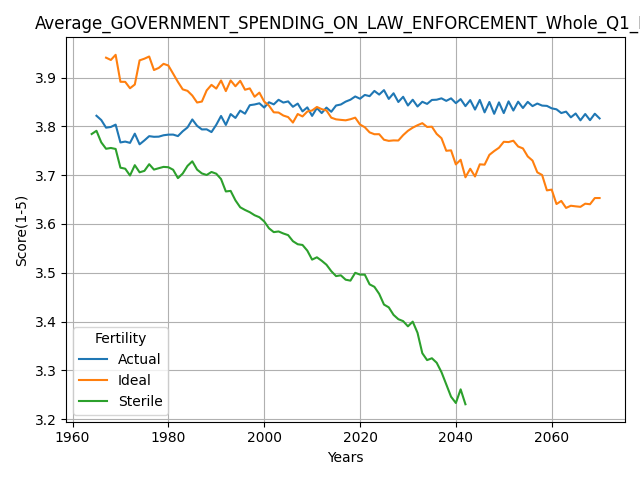 Average_GOVERNMENT_SPENDING_ON_LAW_ENFORCEMENT_Whole_Q1_
3.9
3.8
3.7
3.6
3.5
3.4
3.3
3.2
Score(1-5)
Fertility
Actual
Ideal
Sterile
1960 1980 2000 2020 2040 2060
Years